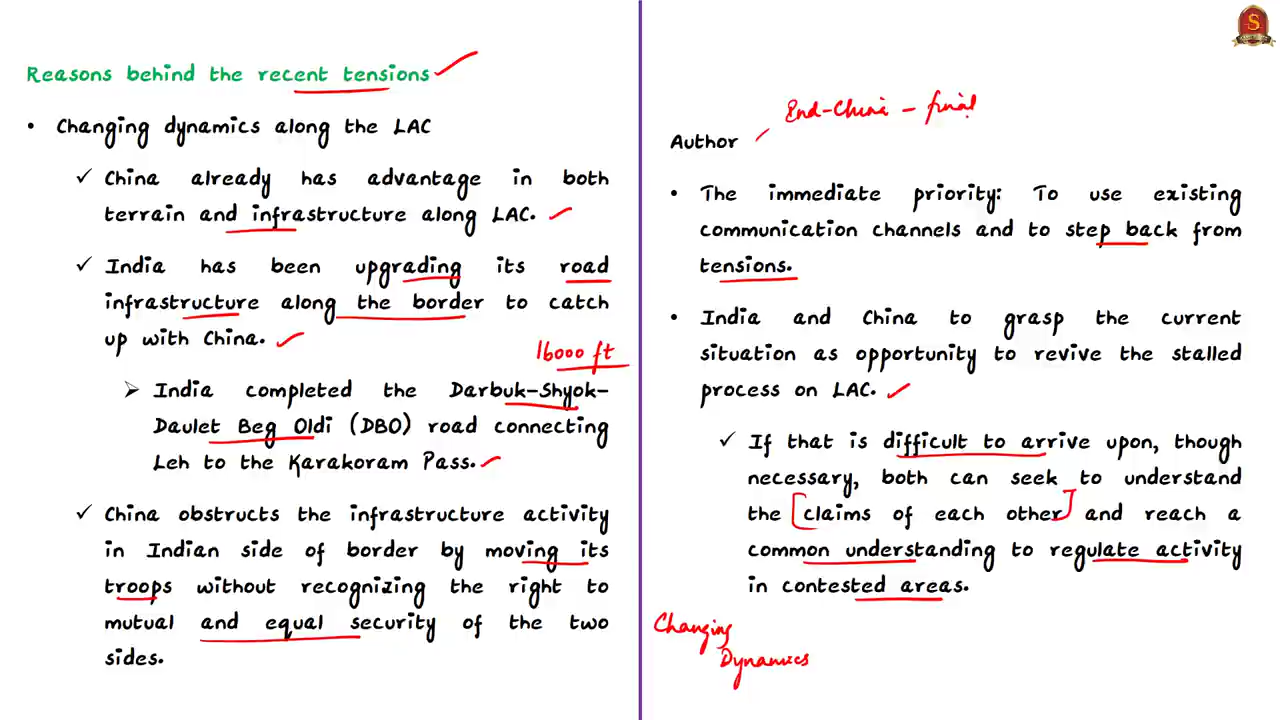 Reasons behind the recent tensions
• Changing dynamics along the LAC
✓ China already has advantage in both
terrain and infrastructure along LAC.
✓ India has been upgrading its road
infrastructure along the border to catch
up with China.
16000 ft
➢ India completed the Darbuk-Shyok-
Daulet Beg Oldi (DBO) road connecting
Leh to the Karakoram Pass.
✓ China obstructs the infrastructure activity
in Indian side of border by moving its
troops without recognizing the right to
mutual and equal security of the two
sides.
S
End-China - final
Author
• The immediate priority: To use existing
communication channels and to step back from
tensions.
• India and China to grasp the current
situation as opportunity to revive the stalled
process on LAC.
✓ If that is difficult to arrive upon, though
necessary, both can seek to understand
the [claims of each other] and reach a
common understanding to regulate activity
in contested areas.
Changing
Dynamics